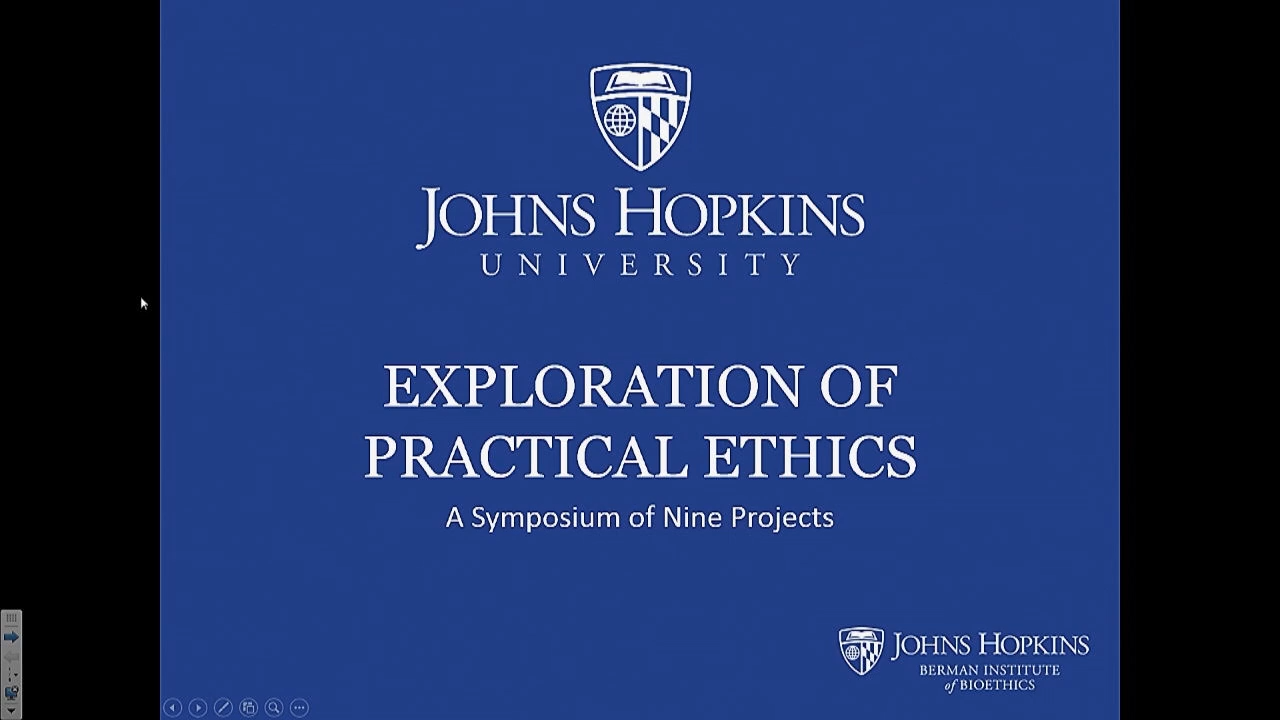 JOHNS HOPKINS
UNIVERSITY
EXPLORATION OF
PRACTICAL ETHICS
A Symposium of Nine Projects
JOHNS HOPKINS
BERMAN INSTITUTE
of BIOETHICS